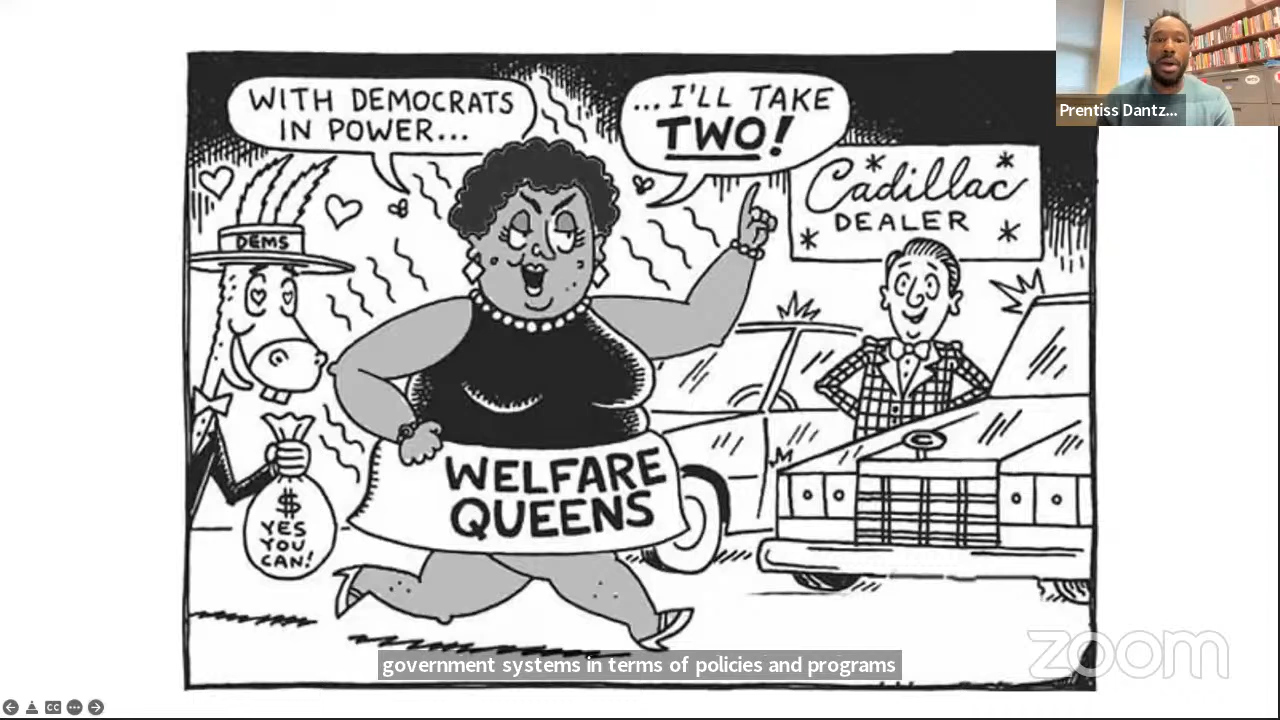 WITH DEMOCRATS
IN POWER...
...I'LL TAKE
TWO!
Cadillac
DEALER
DEMS
$
YES
YOU
CAN!
WELFARE
QUEENS
Prentiss Dantz...
government systems in terms of policies and programs
zoom
CC